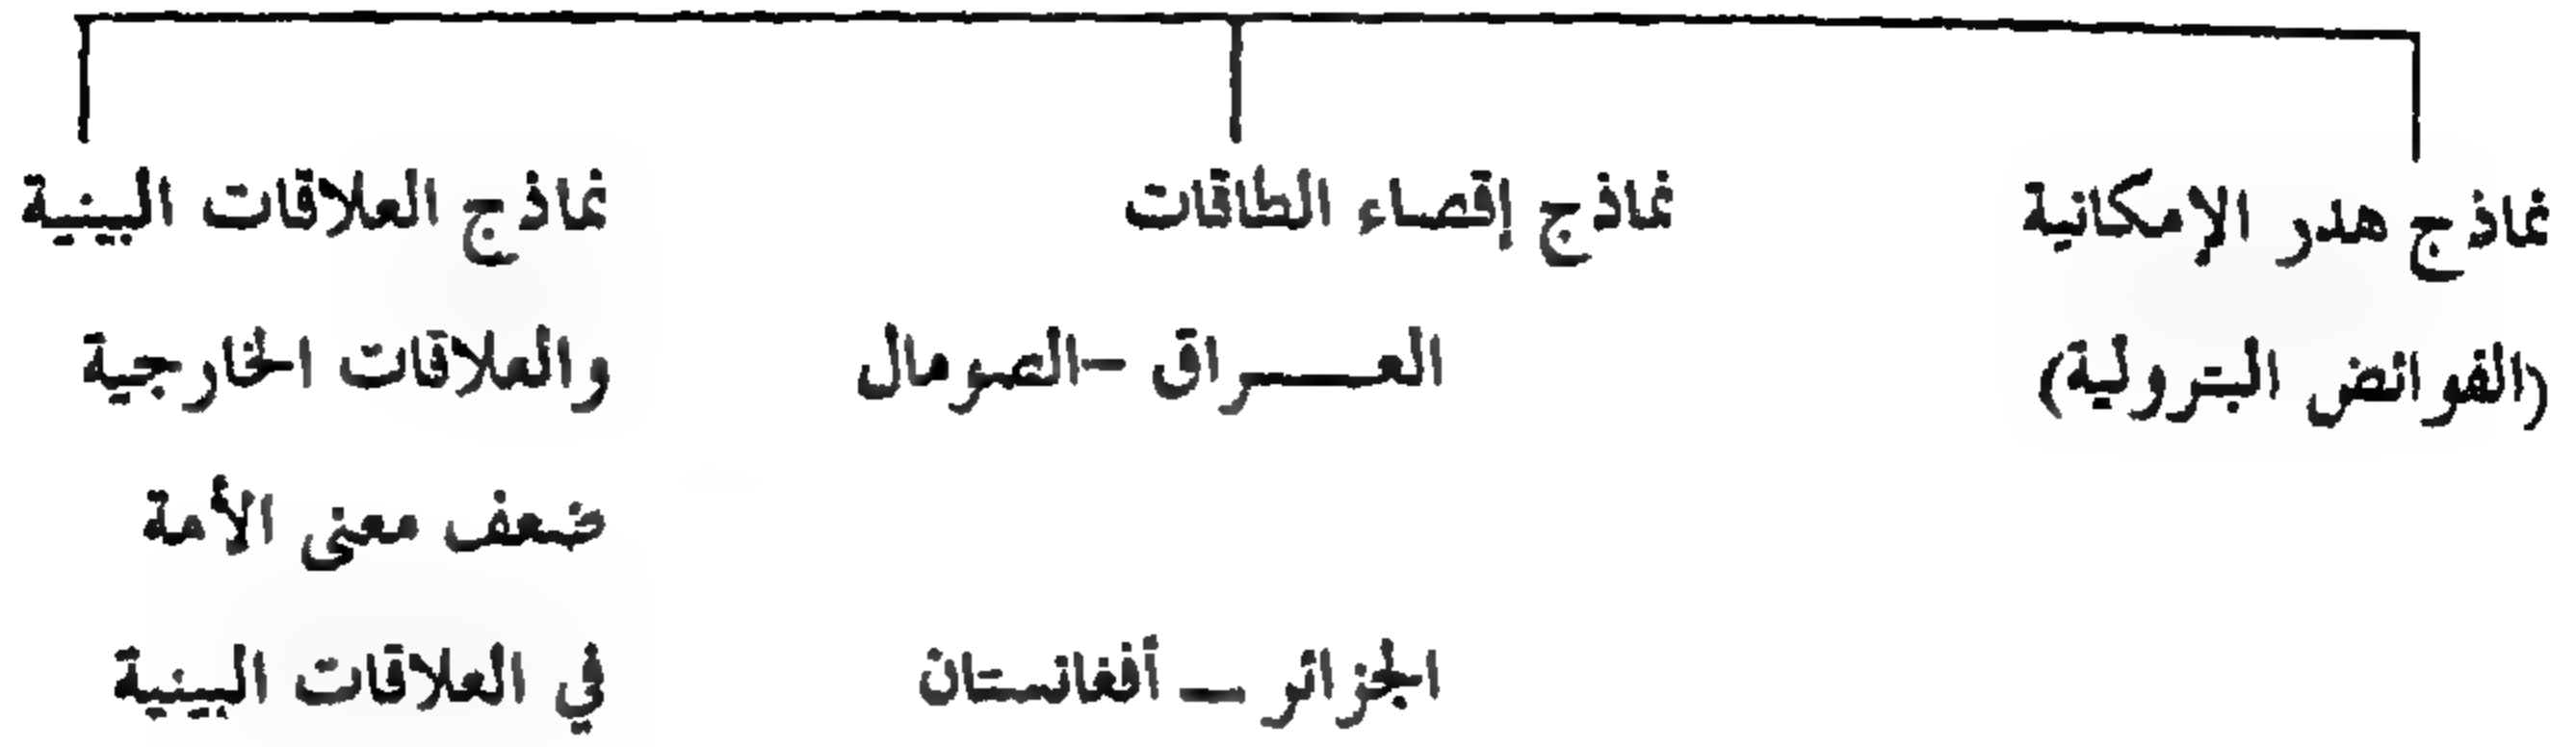 نماذج هدر الإمكانية
(الفوائض البترولية)
نماذج إقصاء الطاقات
العـــــراق -الصومال
الجزائر — أفغانستان
نماذج العلاقات البينية
والعلاقات الخارجية
ضعف معنى الأمة
في العلاقات البينية